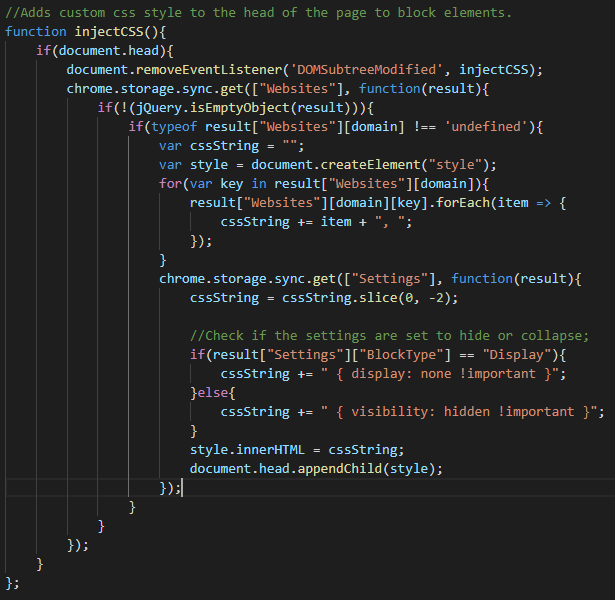 //Adds custom css style to the head of the page to block elements.
function injectCSS(){
    if(document.head){
        document.removeEventListener('DOMSubtreeModified', injectCSS);
        chrome.storage.sync.get(["Websites"], function(result){
            if(!(jQuery.isEmptyObject(result))){
                if(typeof result["Websites"][domain] !== 'undefined'){
                    var cssString = "";
                    var style = document.createElement("style");
                    for(var key in result["Websites"][domain]){
                        result["Websites"][domain][key].forEach(item => {
                            cssString += item + ", ";
                        });
                    }
                    chrome.storage.sync.get(["Settings"], function(result){
                        cssString = cssString.slice(0, -2);

                        //Check if the settings are set to hide or collapse;
                        if(result["Settings"]["BlockType"] == "Display"){
                            cssString += " { display: none !important }";
                        }else{
                            cssString += " { visibility: hidden !important }";
                        }
                        style.innerHTML = cssString;
                        document.head.appendChild(style);
                    });
                }
            }
        });
    }
};